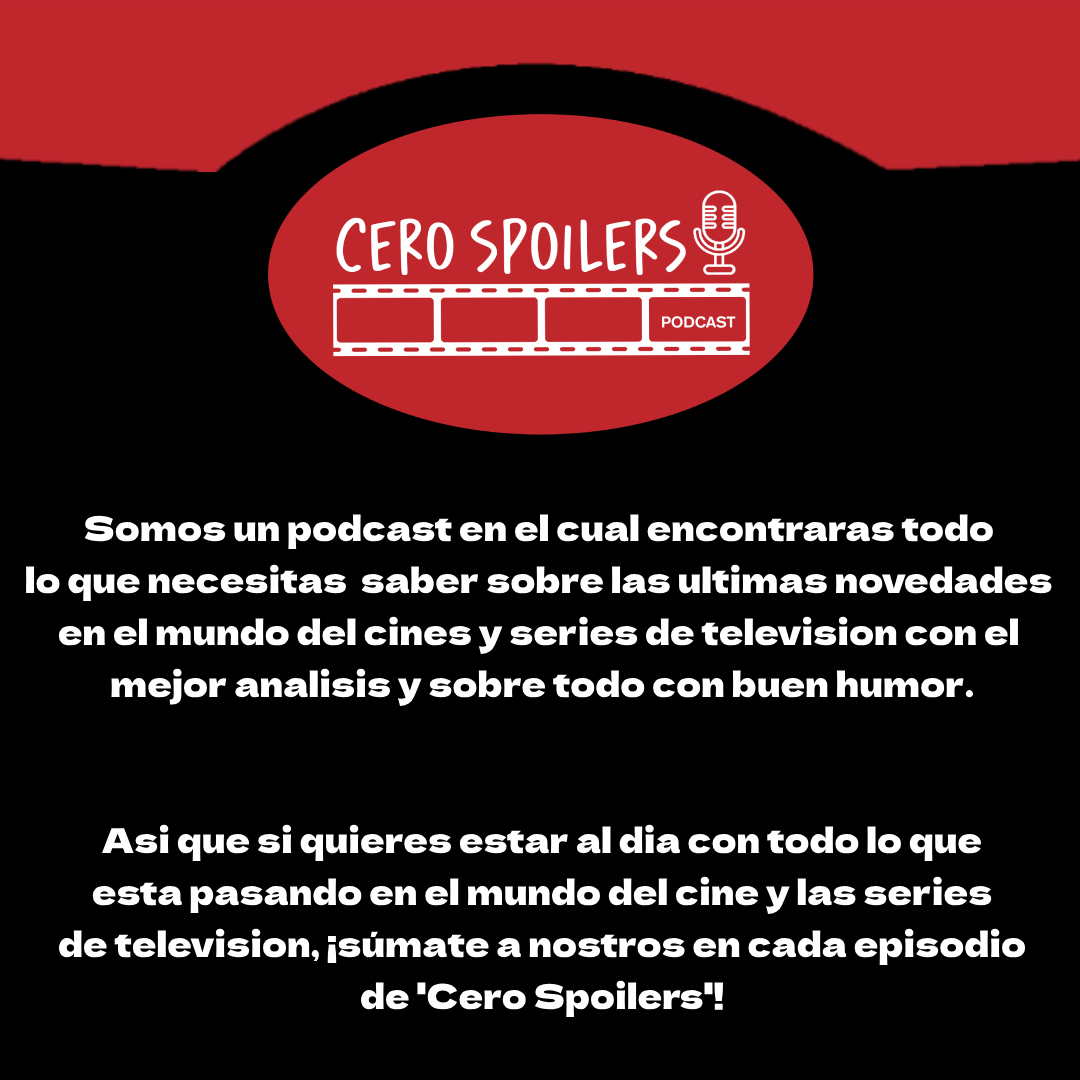 CERO SPOILERS
PODCAST
Somos un podcast en el cual encontraras todo
lo que necesitas  saber sobre las ultimas novedades
en el mundo del cines y series de television con el
mejor analisis y sobre todo con buen humor.
Asi que si quieres estar al dia con todo lo que
esta pasando en el mundo del cine y las series
de television, ¡súmate a nostros en cada episodio
de 'Cero Spoilers'!